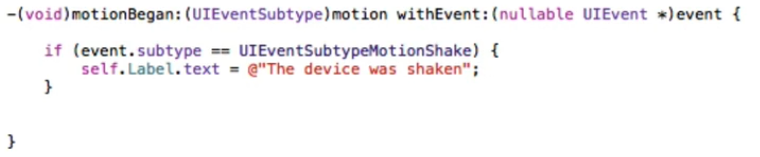 -(void)motionBegan:(UIEventSubtype)motion withEvent:(nullable UIEvent *)event {
if (event.subtype == UIEventSubtypeMotionShake) {
self.Label.text = @"The device was shaken";
}
}